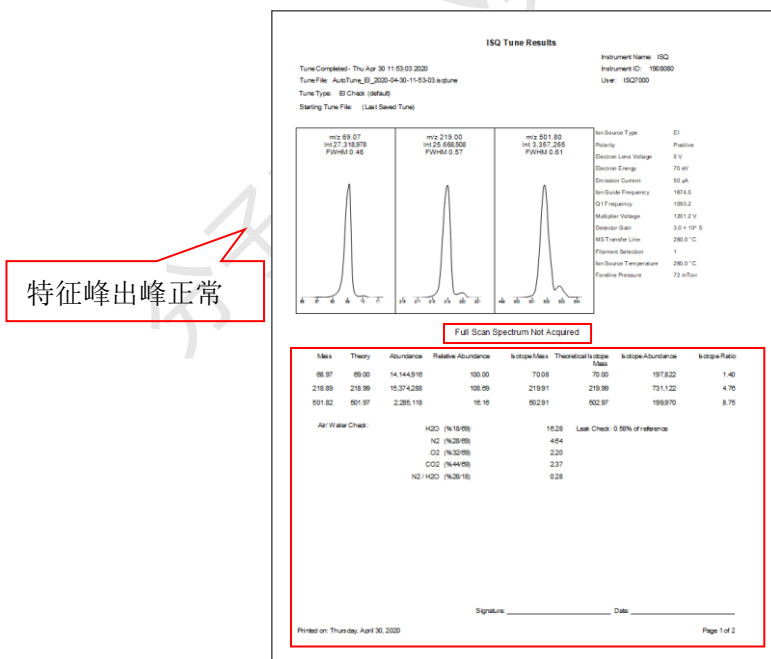 ISQ Tune Results
Instrument Name: ISQ
Tune Completed - Thu Apr 30 11:53:03 2020 Instrument ID: 1908080
Tune File: AutoTune_EI_2020-04-30-11-53-03.isqtune User: ISQ7000
Tune Type: EI Check (default)
Starting Tune File: (Last Saved Tune)
m/z 69.07 m/z 219.00 m/z 501.80
Int 27,318,978 Int 25,668,508 Int 3,357,265
FWHM 0.46 FWHM 0.57 FWHM 0.61
Ion Source Type EI
Polarity Positive
Electron Lens Voltage 5 V
Electron Energy 70 eV
Emission Current 50 µA
Ion Guide Frequency 1674.5
Q1 Frequency 1093.2
Multiplier Voltage 1201.2 V
Detector Gain
MS Transfer Line 280.0 °C
Filament Selection 1
Ion Source Temperature 280.0 °C
Foreline Pressure 72 mTorr
特征峰出峰正常
Full Scan Spectrum Not Acquired
Mass Theory Abundance Relative Abundance Isotope Mass Theoretical Isotope Mass Isotope Abundance Isotope Ratio
68.97 69.00 14,144,916 100.00 70.08 70.00 197,822 1.40
218.89 218.99 15,374,288 108.69 219.91 219.99 731,122 4.76
501.82 501.97 2,285,118 16.16 502.91 502.97 199,970 8.75
Air/ Water Check: H2O (%18/69) 16.28 Leak Check: 0.56% of reference
N2 (%28/69) 4.64
O2 (%32/69) 2.20
CO2 (%44/69) 2.37
N2 / H2O (%28/18) 0.28
Signature: Date:
Printed on: Thursday, April 30, 2020 Page 1 of 2